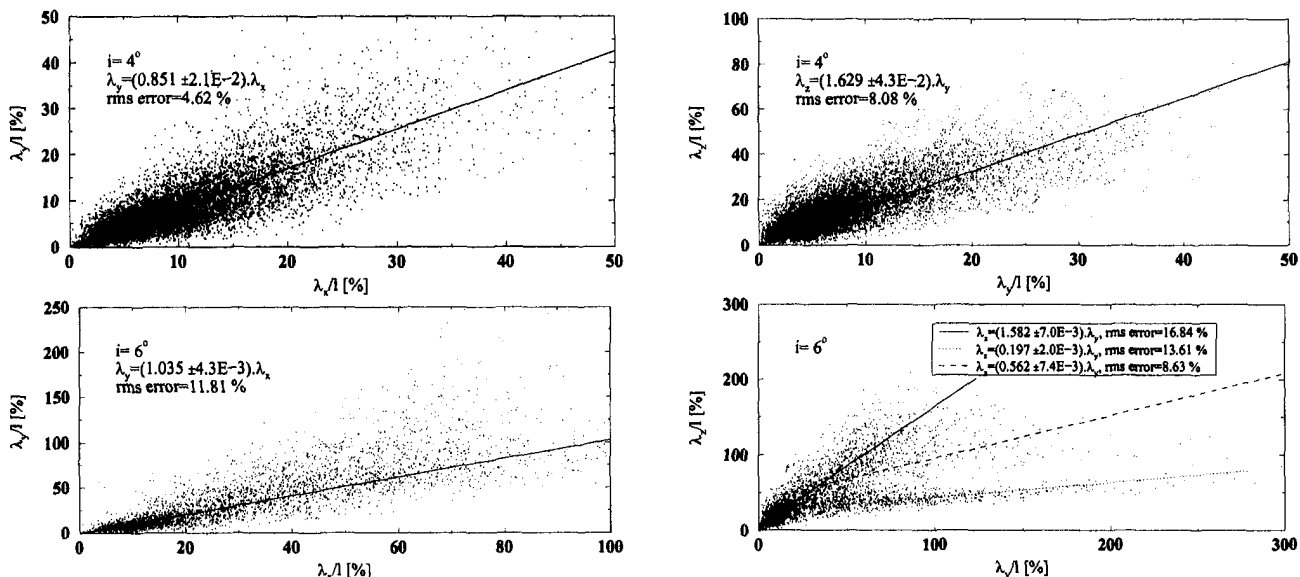 50
40
30
20
10
0
λy/l [%]
i= 4°
λy=(0.851 ±2.1E−2).λx
rms error=4.62 %
0 10 20 30 40 50
λx/l [%]
100
80
60
40
20
0
λz/l [%]
i= 4°
λz=(1.629 ±4.3E−2).λy
rms error=8.08 %
0 10 20 30 40 50
λy/l [%]
250
200
150
100
50
0
λy/l [%]
i= 6°
λy=(1.035 ±4.3E−3).λx
rms error=11.81 %
0 20 40 60 80 100
λx/l [%]
300
200
100
0
λz/l [%]
i= 6°
λz=(1.582 ±7.0E−3).λy, rms error=16.84 %
λz=(0.197 ±2.0E−3).λy, rms error=13.61 %
λz=(0.562 ±7.4E−3).λy, rms error=8.63 %
0 100 200 300
λy/l [%]